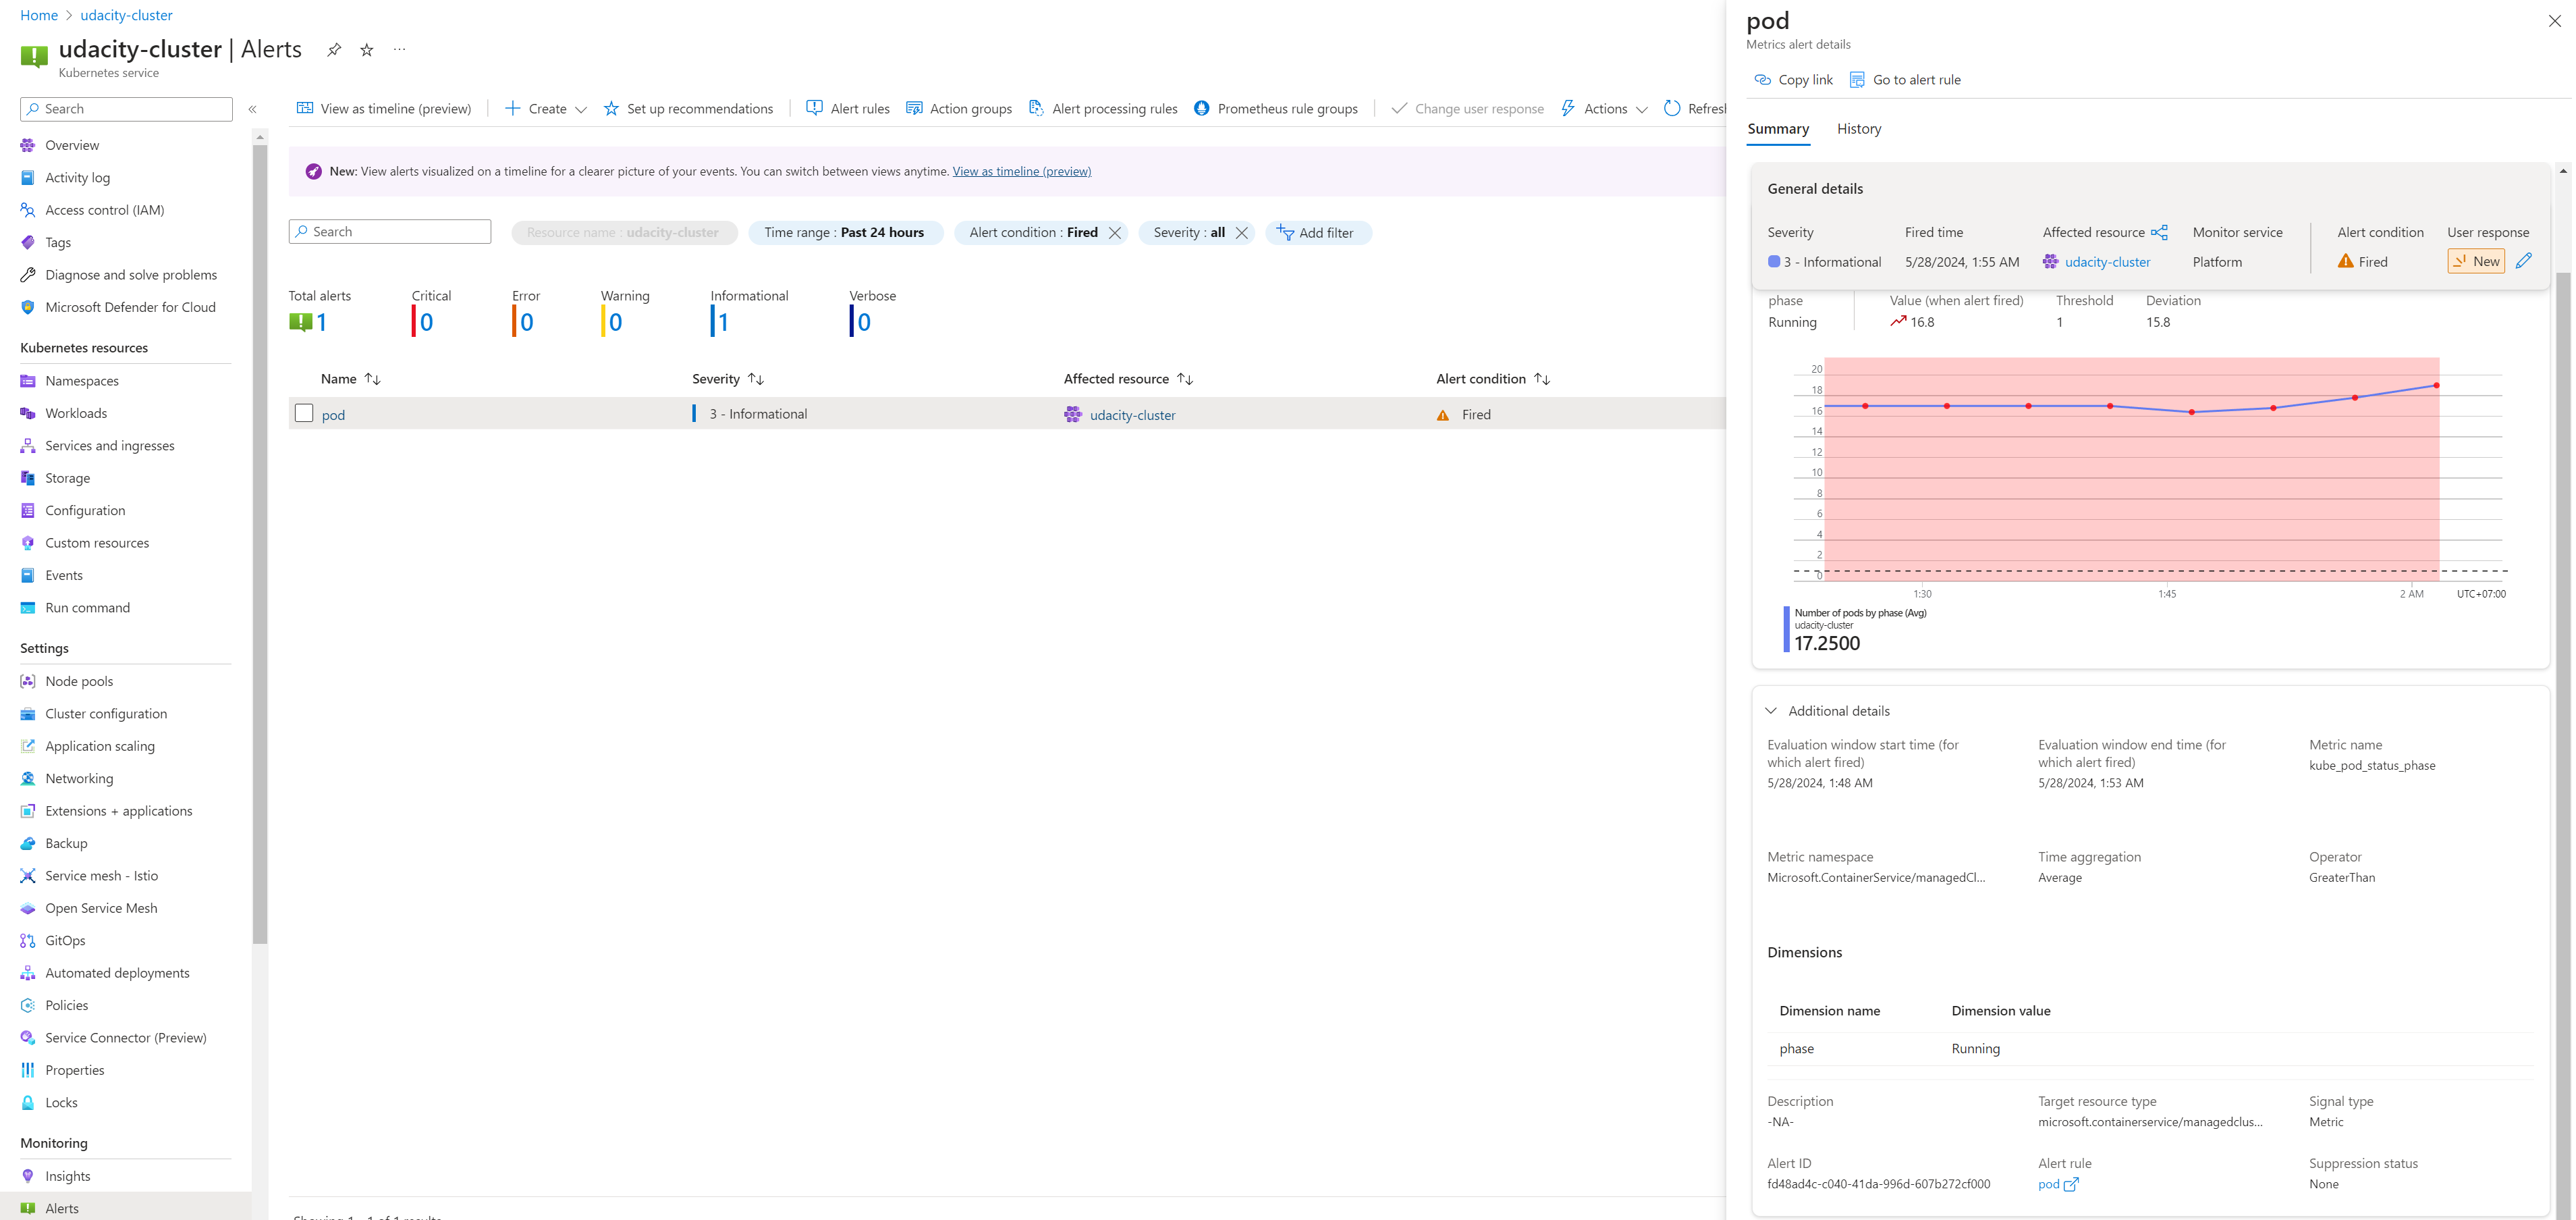 Home > udacity-cluster
udacity-cluster | Alerts
Kubernetes service
Search
Overview
Activity log
Access control (IAM)
Tags
Diagnose and solve problems
Microsoft Defender for Cloud
Kubernetes resources
Namespaces
Workloads
Services and ingresses
Storage
Configuration
Custom resources
Events
Run command
Settings
Node pools
Cluster configuration
Application scaling
Networking
Extensions + applications
Backup
Service mesh - Istio
Open Service Mesh
GitOps
Automated deployments
Policies
Service Connector (Preview)
Properties
Locks
Monitoring
Insights
Alerts
View as timeline (preview) Create Set up recommendations Alert rules Action groups Alert processing rules Prometheus rule groups Change user response Actions Refresh
New: View alerts visualized on a timeline for a clearer picture of your events. You can switch between views anytime. View as timeline (preview)
Search Resource name : udacity-cluster Time range : Past 24 hours Alert condition : Fired Severity : all Add filter
Total alerts Critical Error Warning Informational Verbose
1 0 0 0 1 0
Name Severity Affected resource Alert condition
pod 3 - Informational udacity-cluster Fired
Showing 1 - 1 of 1 results
pod
Metrics alert details
Copy link Go to alert rule
Summary History
General details
Severity Fired time Affected resource Monitor service Alert condition User response
3 - Informational 5/28/2024, 1:55 AM udacity-cluster Platform Fired New
phase Value (when alert fired) Threshold Deviation
Running 16.8 1 15.8
20
18
16
14
12
10
8
6
4
2
0
1:30 1:45 2 AM UTC+07:00
Number of pods by phase (Avg)
udacity-cluster
17.2500
Additional details
Evaluation window start time (for Evaluation window end time (for Metric name
which alert fired) which alert fired) kube_pod_status_phase
5/28/2024, 1:48 AM 5/28/2024, 1:53 AM
Metric namespace Time aggregation Operator
Microsoft.ContainerService/managedCl... Average GreaterThan
Dimensions
Dimension name Dimension value
phase Running
Description Target resource type Signal type
-NA- microsoft.containerservice/managedclus... Metric
Alert ID Alert rule Suppression status
fd48ad4c-c040-41da-996d-607b272cf000 pod None